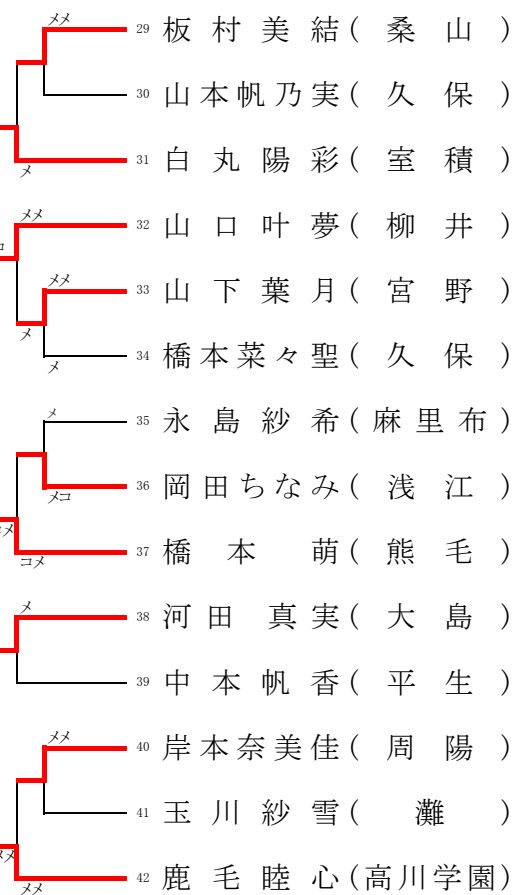 メメ
29 板村美結(桑山)
30 山本帆乃実(久保)
31 白丸陽彩(室積)
メ
メメ
32 山口叶夢(柳井)
コ
メメ
33 山下葉月(宮野)
メ
34 橋本菜々聖(久保)
メ
メ
35 永島紗希(麻里布)
36 岡田ちなみ(浅江)
メコ
メ
37 橋本萌(熊毛)
コメ
メ
38 河田真実(大島)
39 中本帆香(平生)
メメ
40 岸本奈美佳(周陽)
41 玉川紗雪(灘)
メ
42 鹿毛睦心(高川学園)
メメ